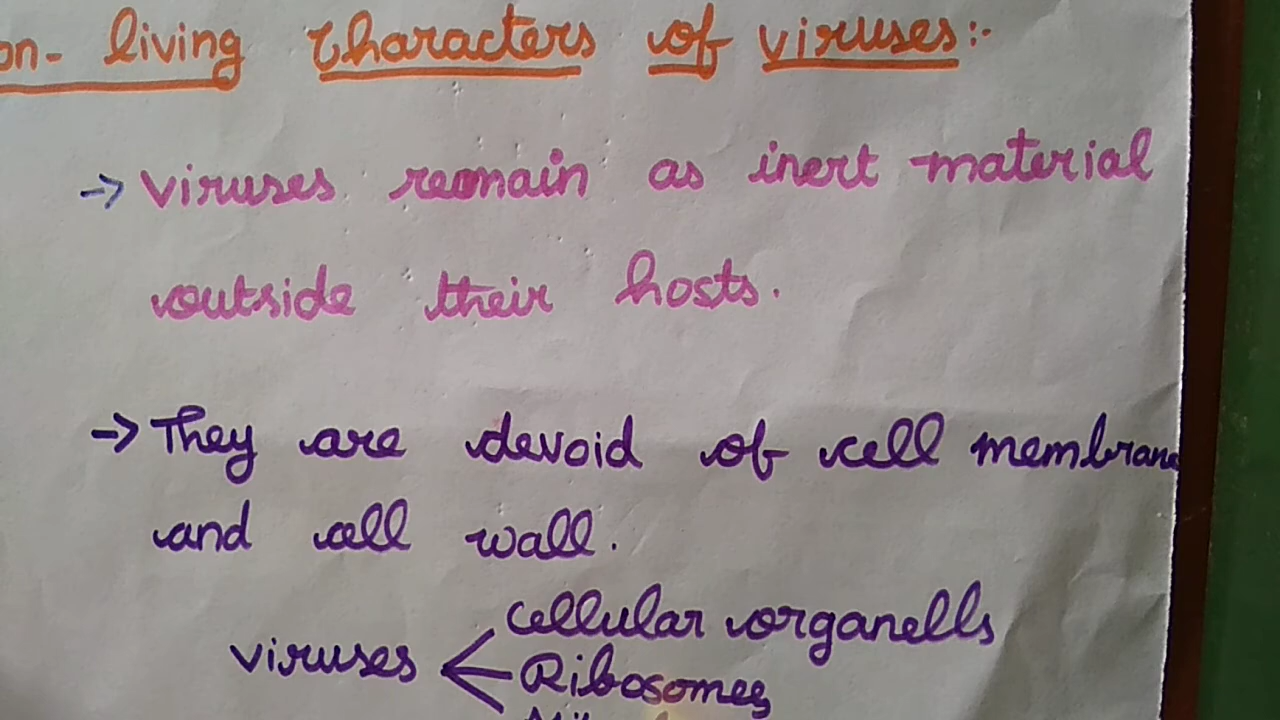 on- living characters of viruses:-
-> viruses remain as inert material
outside their hosts.
-> They are devoid of cell membrane
and cell wall.
cellular organells
viruses
Ribosomes